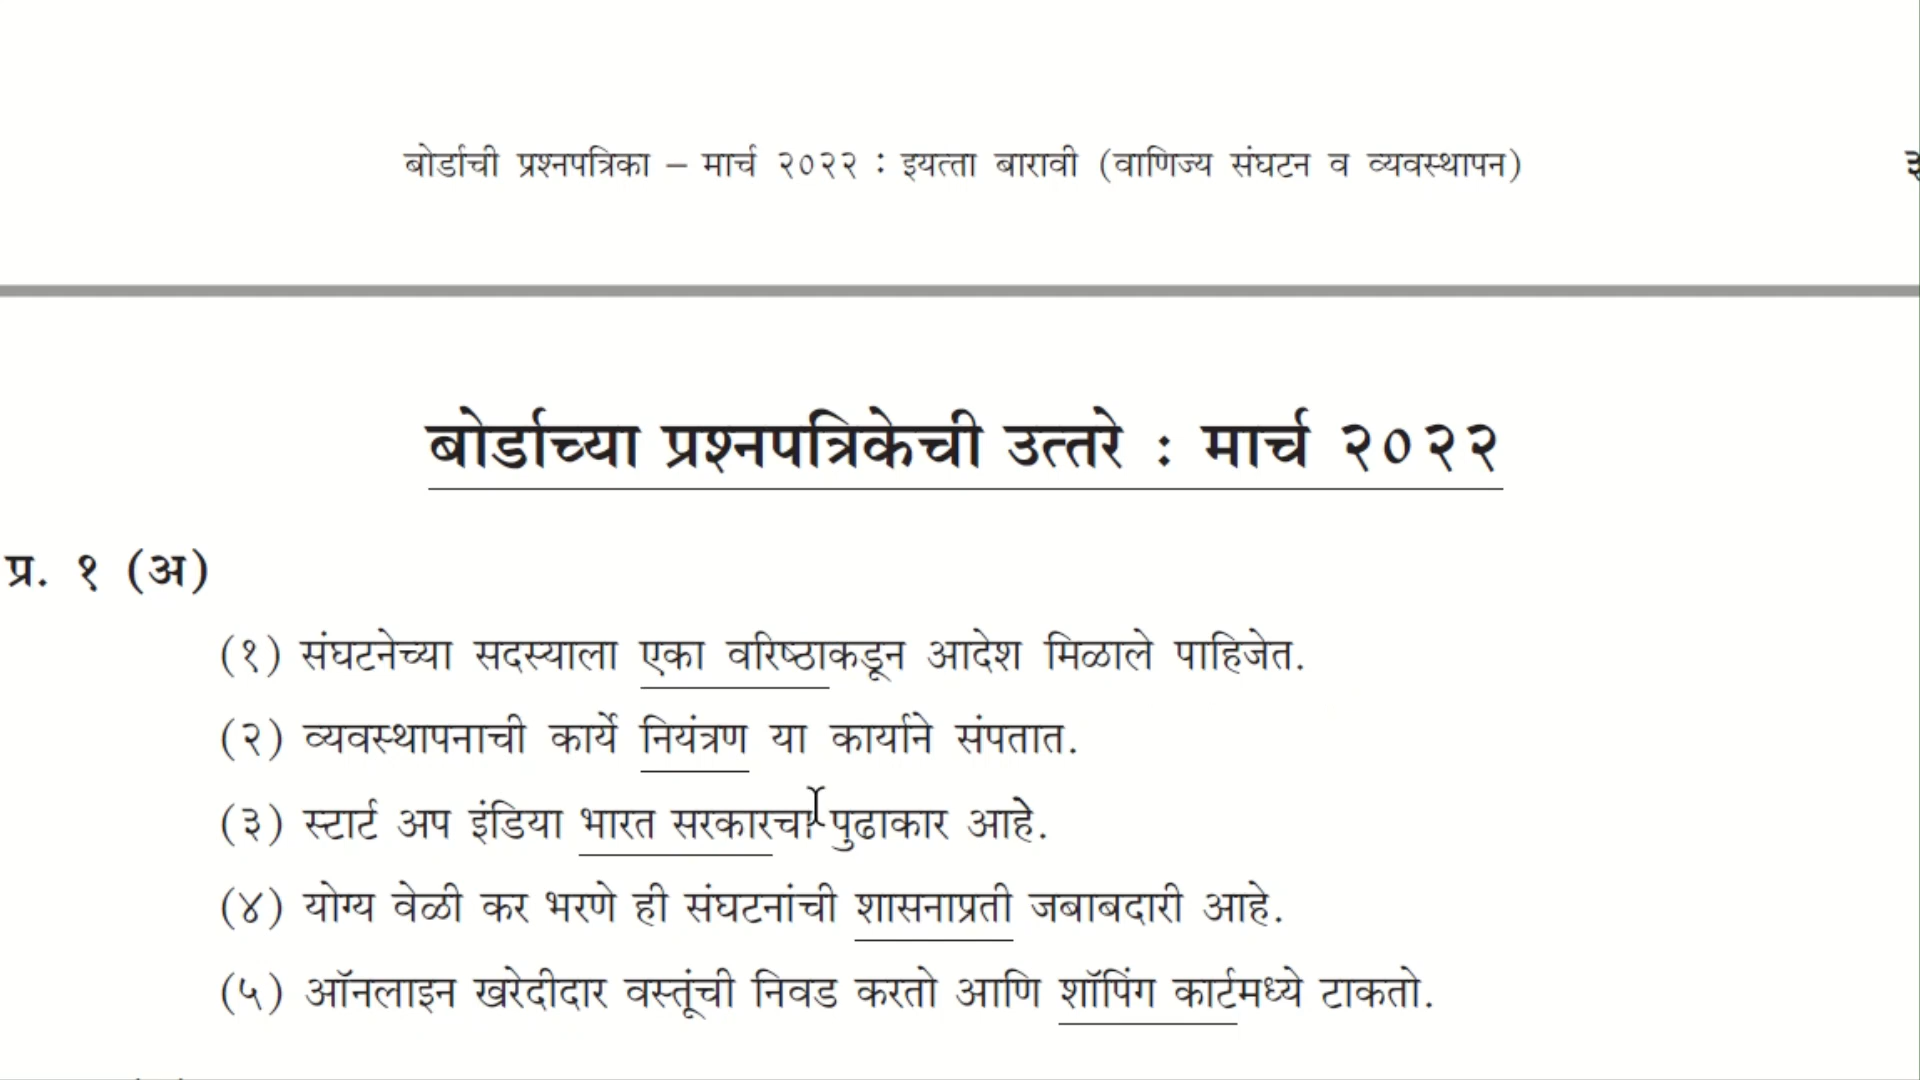 बोर्डाची प्रश्नपत्रिका – मार्च २०२२ : इयत्ता बारावी (वाणिज्य संघटन व व्यवस्थापन)
बोर्डाच्या प्रश्नपत्रिकेची उत्तरे : मार्च २०२२
प्र. १ (अ)
(१) संघटनेच्या सदस्याला एका वरिष्ठाकडून आदेश मिळाले पाहिजेत.
(२) व्यवस्थापनाची कार्ये नियंत्रण या कार्याने संपतात.
(३) स्टार्ट अप इंडिया भारत सरकारचा पुढाकार आहे.
(४) योग्य वेळी कर भरणे ही संघटनांची शासनाप्रती जबाबदारी आहे.
(५) ऑनलाइन खरेदीदार वस्तूंची निवड करतो आणि शॉपिंग कार्टमध्ये टाकतो.